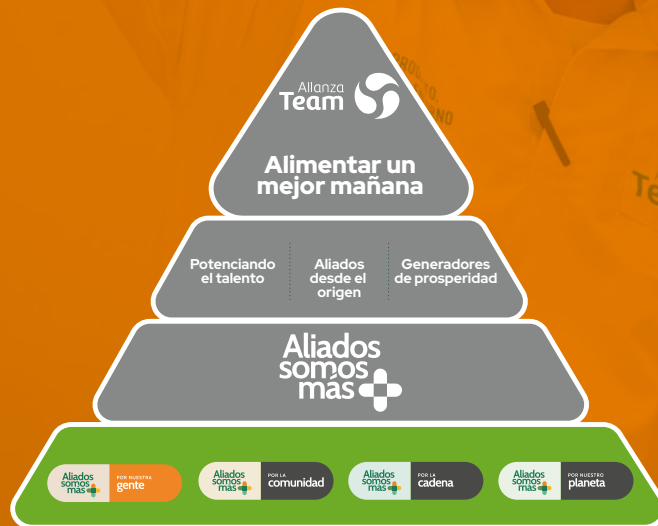 Alianza
Team
Alimentar un
mejor mañana
Potenciando
el talento
Aliados
desde el
origen
Generadores
de prosperidad
Aliados
somos
más
Aliados
somos
más
POR NUESTRA
gente
Aliados
somos
más
POR LA
comunidad
Aliados
somos
más
POR LA
cadena
Aliados
somos
más
POR NUESTRO
planeta